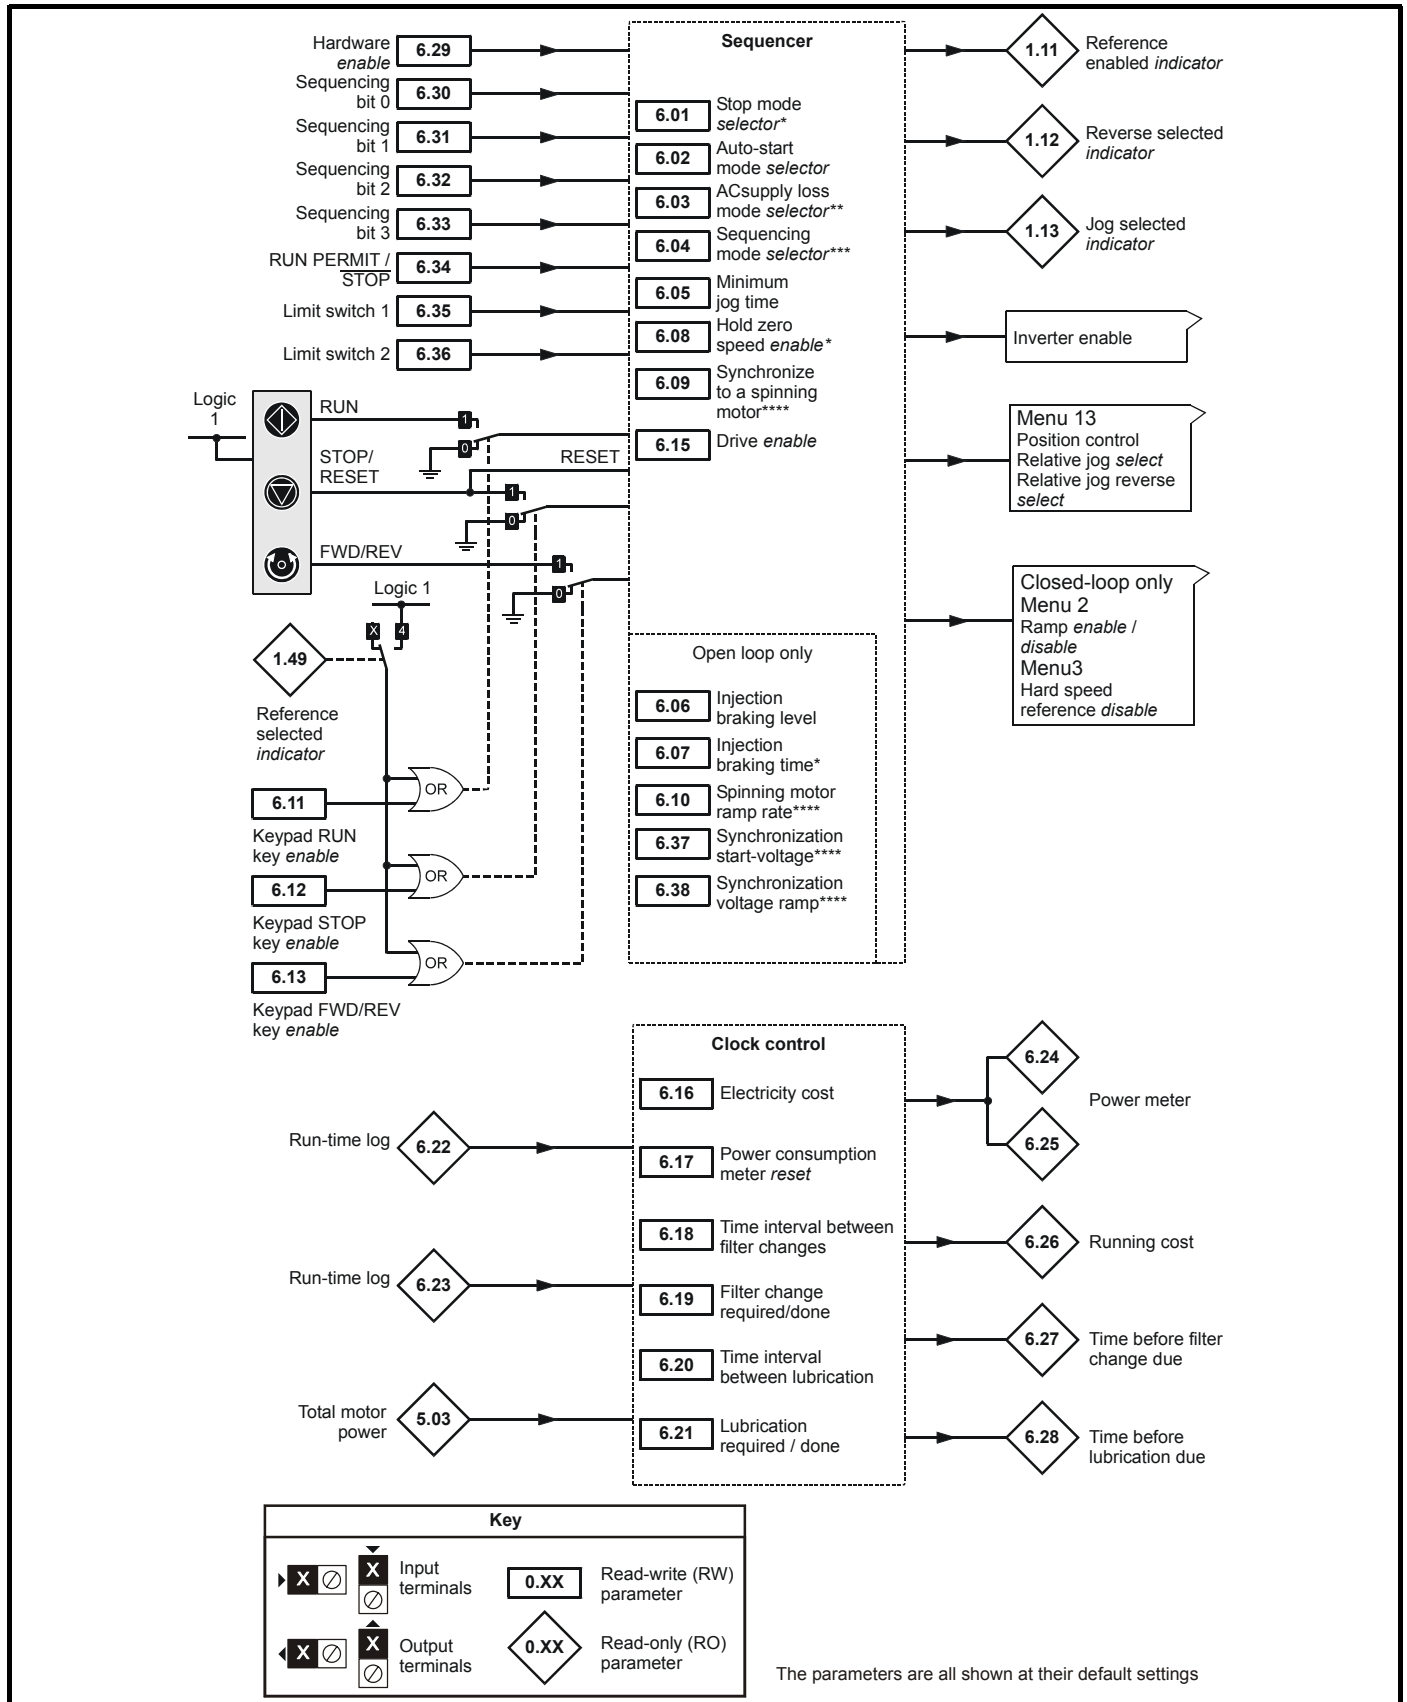 Hardware
enable
6.29
Sequencing
bit 0
6.30
Sequencing
bit 1
6.31
Sequencing
bit 2
6.32
Sequencing
bit 3
6.33
RUN PERMIT /
STOP
6.34
Limit switch 1
6.35
Limit switch 2
6.36
Sequencer
6.01
Stop mode
selector*
6.02
Auto-start
mode selector
6.03
ACsupply loss
mode selector**
6.04
Sequencing
mode selector***
6.05
Minimum
jog time
6.08
Hold zero
speed enable*
6.09
Synchronize
to a spinning
motor****
6.15
Drive enable
1.11
Reference
enabled indicator
1.12
Reverse selected
indicator
1.13
Jog selected
indicator
Inverter enable
Menu 13
Position control
Relative jog select
Relative jog reverse
select
Closed-loop only
Menu 2
Ramp enable /
disable
Menu3
Hard speed
reference disable
Logic
1
RUN
1
0
STOP/
RESET
RESET
1
0
FWD/REV
1
0
Logic 1
X
4
1.49
Reference
selected
indicator
OR
6.11
Keypad RUN
key enable
OR
6.12
Keypad STOP
key enable
OR
6.13
Keypad FWD/REV
key enable
Open loop only
6.06
Injection
braking level
6.07
Injection
braking time*
6.10
Spinning motor
ramp rate****
6.37
Synchronization
start-voltage****
6.38
Synchronization
voltage ramp****
Clock control
Run-time log
6.22
Run-time log
6.23
Total motor
power
5.03
6.16
Electricity cost
6.17
Power consumption
meter reset
6.18
Time interval between
filter changes
6.19
Filter change
required/done
6.20
Time interval
between lubrication
6.21
Lubrication
required / done
6.24
Power meter
6.25
6.26
Running cost
6.27
Time before filter
change due
6.28
Time before
lubrication due
Key
X
X
Input
terminals
0.XX
Read-write (RW)
parameter
X
X
Output
terminals
0.XX
Read-only (RO)
parameter
The parameters are all shown at their default settings